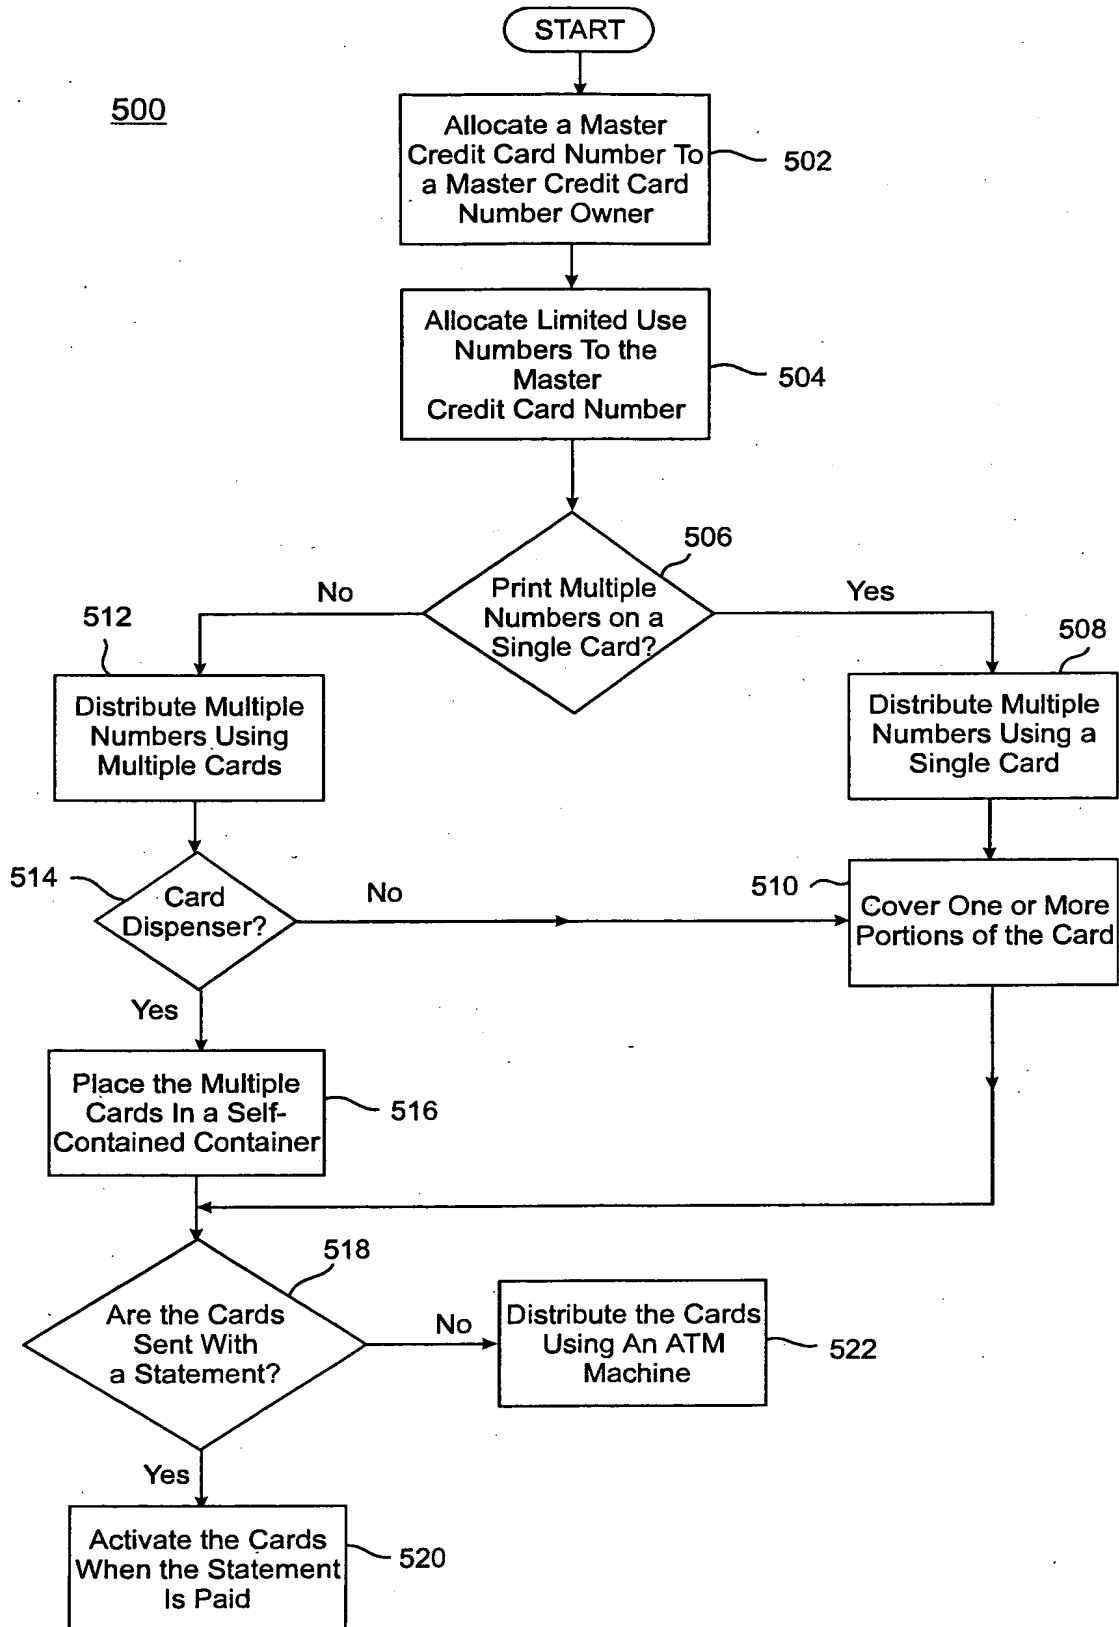 START
500
Allocate a Master
Credit Card Number To
a Master Credit Card
Number Owner
502
Allocate Limited Use
Numbers To the
Master
Credit Card Number
504
506
Print Multiple
Numbers on a
Single Card?
No
Yes
512
508
Distribute Multiple
Numbers Using
Multiple Cards
Distribute Multiple
Numbers Using a
Single Card
514
Card
Dispenser?
No
510
Cover One or More
Portions of the Card
Yes
Place the Multiple
Cards In a Self-
Contained Container
516
518
Are the Cards
Sent With
a Statement?
No
Distribute the Cards
Using An ATM
Machine
522
Yes
Activate the Cards
When the Statement
Is Paid
520